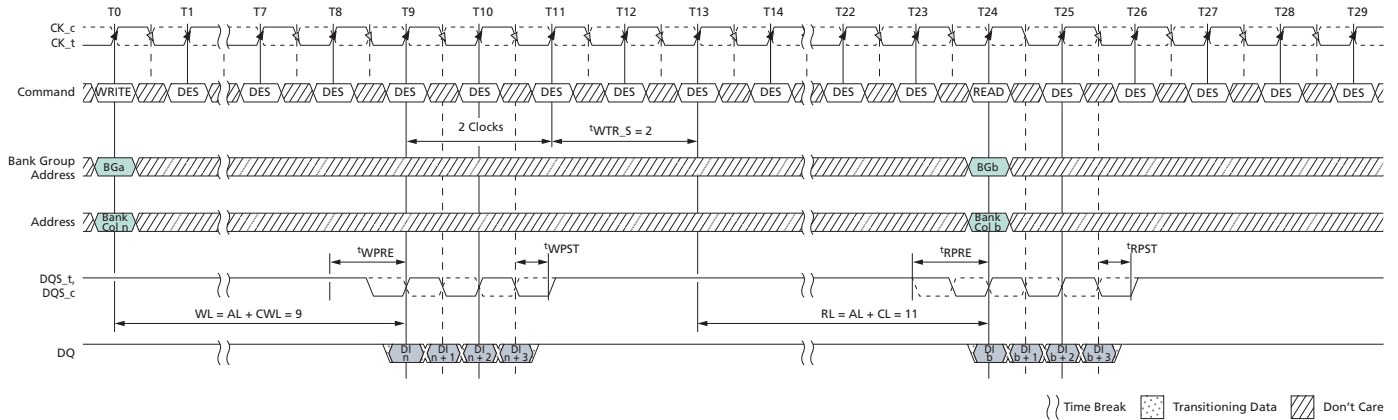 T0 T1 T7 T8 T9 T10 T11 T12 T13 T14 T22 T23 T24 T25 T26 T27 T28 T29
CK_c
CK_t
Command WRITE DES DES DES DES DES DES DES DES DES DES DES READ DES DES DES DES DES
2 Clocks tWTR_S = 2
Bank Group
Address BGa BGb
Address Bank
Col n Bank
Col b
tWPRE tWPST tRPRE tRPST
DQS_t,
DQS_c
WL = AL + CWL = 9 RL = AL + CL = 11
DQ DI
n DI
n + 1 DI
n + 2 DI
n + 3 DI
b DI
b + 1 DI
b + 2 DI
b + 3
Time Break Transitioning Data Don't Care